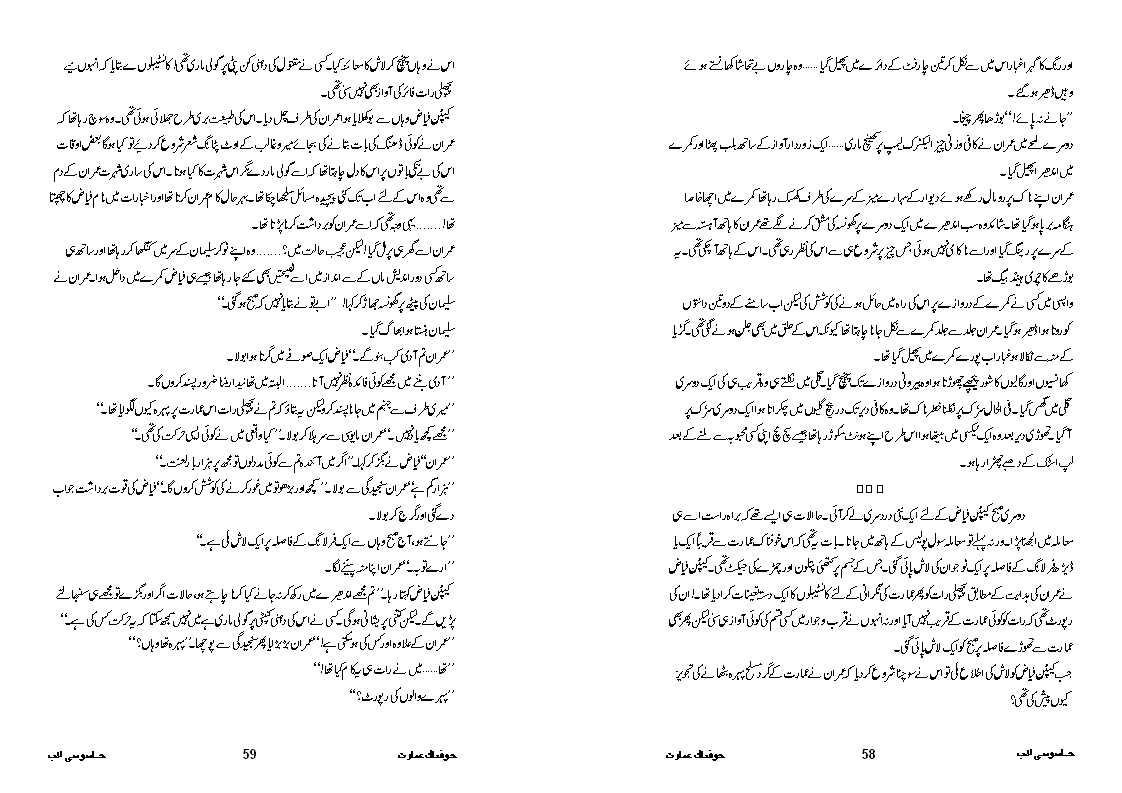 اور رنگ کا گہرا غبار اس میں سے نکل کر تین چار فٹ کے دائرے میں پھیل گیا......وہ چاروں بے تحاشا کھانستے ہوئے
وہیں ڈھیر ہو گئے۔
”جانے نہ پائے!“ بوڑھا پھر چیخا۔
دوسرے لمحے میں عمران نے کافی وزنی چیز الیکٹرک لیمپ پر کھینچ ماری......ایک زور دار آواز کے ساتھ بلب پھٹا اور کمرے
میں اندھیرا پھیل گیا۔
عمران اپنے ناک پر رومال رکھے ہوئے دیوار کے سہارے میز کے سرے کی طرف کھسک رہا تھا کمرے میں اچھا خاصا
ہنگامہ برپا ہو گیا تھا۔ شائد وہ سب اندھیرے میں ایک دوسرے پر گھونسہ کی مشق کرنے لگے تھے عمران کا ہاتھ آہستہ سے میز
کے سرے پر رینگ گیا اور اسے ناکامی نہیں ہوئی جس چیز پر شروع ہی سے اس کی نظر رہی تھی۔ اس کے ہاتھ آ چکی تھی۔ یہ
بوڑھے کا چرمی ہینڈ بیگ تھا۔
واپسی میں کسی نے کمرے کے دروازے پر اس کی راہ میں حائل ہونے کی کوشش کی لیکن اب سامنے کے دو تین دانتوں
کو روتا ہوا ڈھیر ہو گیا۔ عمران جلد سے جلد کمرے سے نکل جانا چاہتا تھا کیونکہ اس کے حلق میں بھی جلن ہونے لگی تھی۔ گڑیا
کے منہ سے نکالا ہوا غبار اب پورے کمرے میں پھیل گیا تھا۔
کھانسیوں اور گالیوں کا شور پیچھے چھوڑتا ہوا وہ بیرونی دروازے تک پہنچ گیا۔ گلی میں نکلتے ہی وہ قریب ہی کی ایک دوسری
گلی میں گھس گیا۔ فی الحال سڑک پر نکلنا خطرناک تھا۔ وہ کافی دیر تک در پیچ گلیوں میں چکراتا ہوا ایک دوسری سڑک پر
آ گیا۔ تھوڑی دیر بعد وہ ایک ٹیکسی میں بیٹھا ہوا اس طرح اپنے ہونٹ سکوڑ رہا تھا جیسے سچ مچ اپنی کسی محبوبہ سے ملنے کے بعد
لپ اسٹک کے دھبے چھڑا رہا ہو۔
□□□
دوسری صبح کیپٹن فیاض کے لئے ایک نئی درد سری لے کر آئی۔ حالات ہی ایسے تھے کہ براہ راست اسے ہی
معاملہ میں الجھنا پڑا ورنہ پہلے تو معاملہ سول پولیس کے ہاتھ میں جاتا۔ بات یہ تھی کہ اس خوفناک عمارت سے قریباً ایک یا
ڈیڑھ فرلانگ کے فاصلہ پر ایک نوجوان کی لاش پائی گئی۔ جس کے جسم پر کتھئی پتلون اور چمڑے کی جیکٹ تھی۔ کیپٹن فیاض
نے عمران کی ہدایت کے مطابق پچھلی رات کو پھر عمارت کی نگرانی کے لئے کانسٹیبلوں کا ایک دستہ تعینات کرا دیا تھا۔! ان کی
رپورٹ تھی کہ رات کو کوئی عمارت کے قریب نہیں آیا اور نہ انہوں نے قرب و جوار میں کسی قسم کی کوئی آواز ہی سنی لیکن پھر بھی
عمارت سے تھوڑے فاصلہ پر صبح کو ایک لاش پائی گئی۔
جب کیپٹن فیاض کو لاش کی اطلاع ملی تو اس نے سوچنا شروع کر دیا کہ عمران نے عمارت کے گرد مسلح پہرہ بٹھانے کی تجویز
کیوں پیش کی تھی؟
جاسوسی ادب 58 خوفناک عمارت
اس نے وہاں پہنچ کر لاش کا معائنہ کیا۔ کسی نے مقتول کی داہنی کن پٹی پر گولی ماری تھی! کانسٹیبلوں نے بتایا کہ انہوں نے
پچھلی رات فائر کی آواز بھی نہیں سنی تھی۔
کیپٹن فیاض وہاں سے بوکھلایا ہوا عمران کی طرف چل دیا۔ اس کی طبیعت بری طرح جھلائی ہوئی تھی۔ وہ سوچ رہا تھا کہ
عمران نے کوئی ڈھنگ کی بات بتانے کی بجائے میر و غالب کے اوٹ پٹانگ شعر شروع کر دئیے تو کیا ہو گا بعض اوقات
اس کی بے تکی باتوں پر اس کا دل چاہتا تھا کہ اسے گولی مار دے مگر اس شہرت کا کیا ہوتا۔ اس کی ساری شہرت عمران کے دم
سے تھی وہ اس کے لئے اب تک کئی پیچیدہ مسائل سلجھا چکا تھا۔ بہر حال کام عمران کرتا تھا اور اخبارات میں نام فیاض کا چھپتا
تھا!........ یہی وجہ تھی کہ اسے عمران کو برداشت کرنا پڑتا تھا۔
عمران اسے گھر ہی پر مل گیا! لیکن عجیب حالت میں؟........ وہ اپنے نوکر سلیمان کے سر میں کنگھا کر رہا تھا اور ساتھ ہی
ساتھ کسی دور اندیش ماں کے سے انداز میں اسے نصیحتیں بھی کئے جا رہا تھا جیسے ہی فیاض کمرے میں داخل ہوا۔ عمران نے
سلیمان کی پیٹھ پر گھونسہ جھاڑ کر کہا! ”ابے تو نے بتایا نہیں کہ صبح ہو گئی۔“
سلیمان ہنستا ہوا بھاگ گیا۔
”عمران تم آدمی کب بنو گے۔“ فیاض ایک صوفے میں گرتا ہوا بولا۔
”آدمی بننے میں مجھے کوئی فائدہ نظر نہیں آتا........ البتہ میں تھانیدار بننا ضرور پسند کروں گا۔
”میری طرف سے جہنم میں جانا پسند کرو لیکن یہ بتاؤ کہ تم نے پچھلی رات اس عمارت پر پہرہ کیوں لگوایا تھا۔“
”مجھے کچھ یاد نہیں۔“ عمران مایوسی سے سر ہلا کر بولا۔ ”کیا واقعی میں نے کوئی ایسی حرکت کی تھی۔“
”عمران“ فیاض نے بگڑ کر کہا۔ ”اگر میں آئندہ تم سے کوئی مدد لوں تو مجھ پر ہزار بار لعنت۔“
”ہزار کم ہے“ عمران سنجیدگی سے بولا۔ ”کچھ اور بڑھو تو میں غور کرنے کی کوشش کروں گا۔“ فیاض کی قوت برداشت جواب
دے گئی اور گرج کر بولا۔
”جانتے ہو، آج صبح وہاں سے ایک فرلانگ کے فاصلہ پر ایک لاش ملی ہے۔“
”ارے توبہ۔“ عمران اپنا منہ پیٹنے لگا۔
کیپٹن فیاض کہتا رہا۔ ”تم مجھے اندھیرے میں رکھ کر نہ جانے کیا کرنا چاہتے ہو، حالات اگر اور بگڑے تو مجھے ہی سنبھالنے
پڑیں گے۔ لیکن کتنی پریشانی ہو گی۔ کسی نے اس کی داہنی کنپٹی پر گولی ماری ہے میں نہیں سمجھ سکتا کہ یہ حرکت کس کی ہے۔“
”عمران کے علاوہ اور کس کی ہو سکتی ہے!“ عمران بڑبڑایا پھر سنجیدگی سے پوچھا۔ ”پہرہ تھا وہاں؟“
”تھا......میں نے رات ہی یہ کام کیا تھا!“
”پہرے والوں کی رپورٹ؟“
خوفناک عمارت 59 جاسوسی ادب